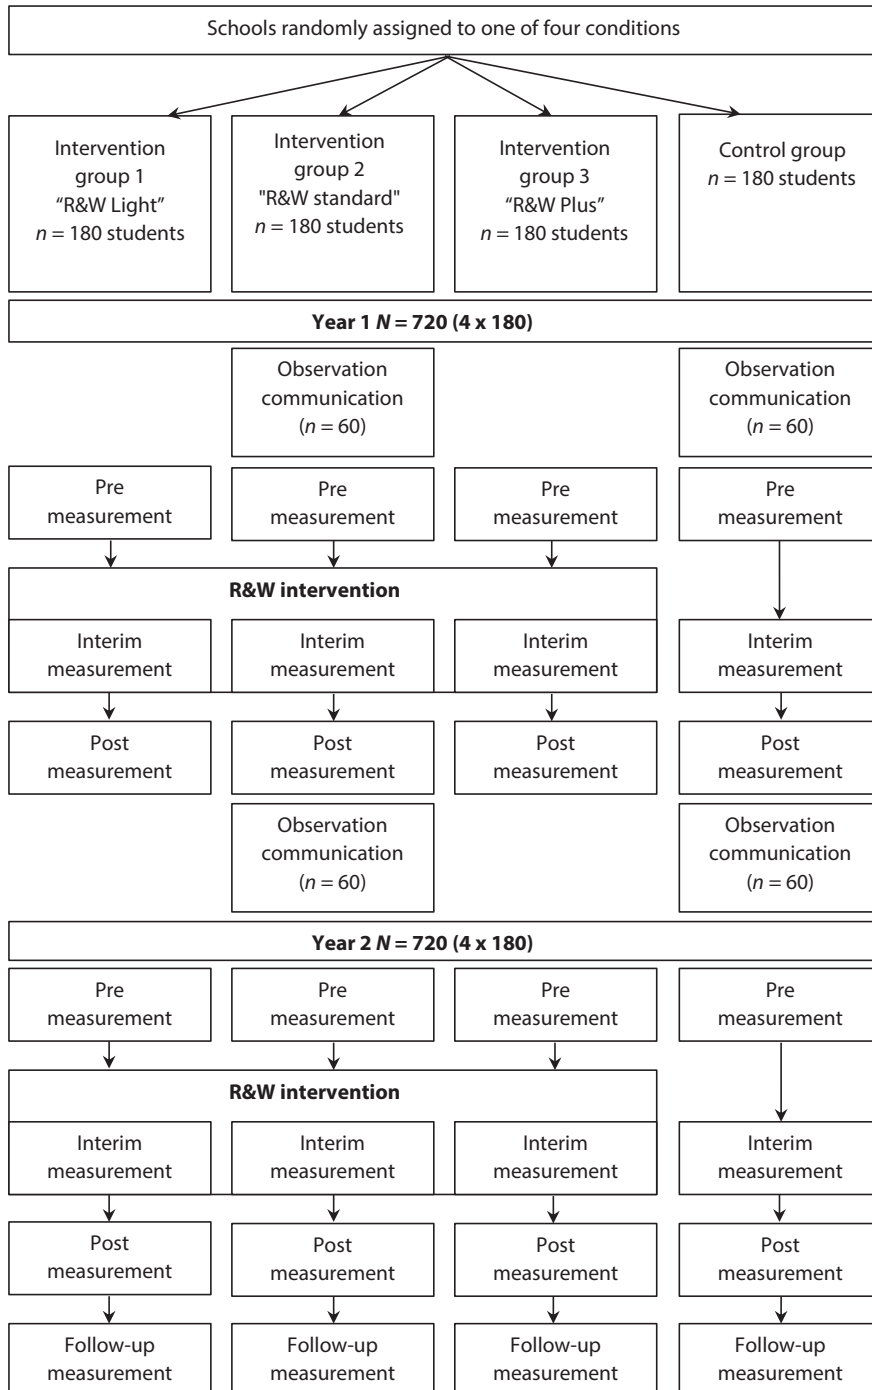 Schools randomly assigned to one of four conditions
Intervention
group 1
“R&W Light”
n = 180 students
Intervention
group 2
"R&W standard"
n = 180 students
Intervention
group 3
“R&W Plus”
n = 180 students
Control group
n = 180 students
Year 1 N = 720 (4 x 180)
Observation
communication
(n = 60)
Observation
communication
(n = 60)
Pre
measurement
Pre
measurement
Pre
measurement
Pre
measurement
R&W intervention
Interim
measurement
Interim
measurement
Interim
measurement
Interim
measurement
Post
measurement
Post
measurement
Post
measurement
Post
measurement
Observation
communication
(n = 60)
Observation
communication
(n = 60)
Year 2 N = 720 (4 x 180)
Pre
measurement
Pre
measurement
Pre
measurement
Pre
measurement
R&W intervention
Interim
measurement
Interim
measurement
Interim
measurement
Interim
measurement
Post
measurement
Post
measurement
Post
measurement
Post
measurement
Follow-up
measurement
Follow-up
measurement
Follow-up
measurement
Follow-up
measurement